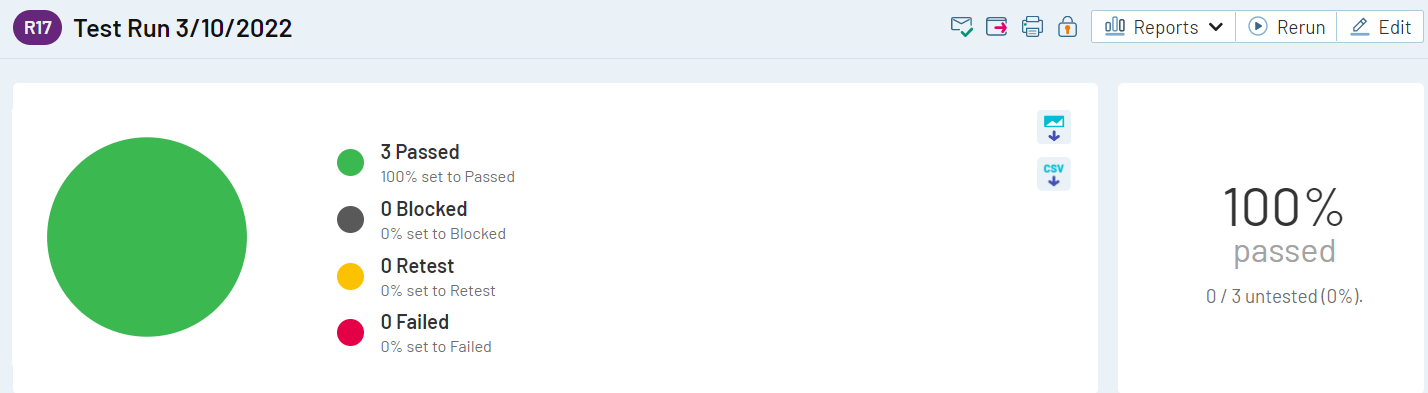 R17 Test Run 3/10/2022
Reports Rerun Edit
3 Passed
100% set to Passed
0 Blocked
0% set to Blocked
0 Retest
0% set to Retest
0 Failed
0% set to Failed
CSV
100%
passed
0 / 3 untested (0%).